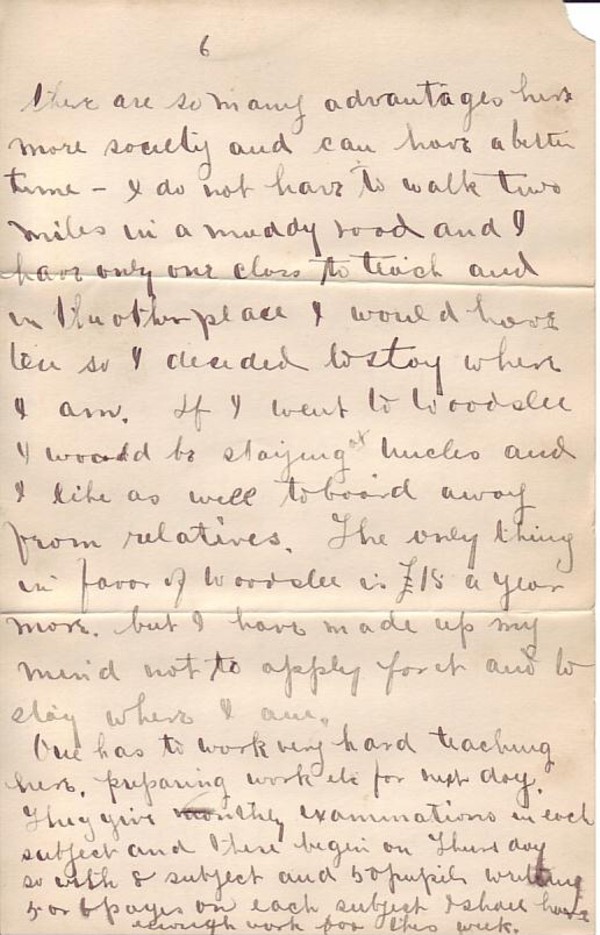 6
there are so many advantages here
more society and can have a better
time - I do not have to walk two
miles in a muddy road and I
have only one class to teach and
in the other place I would have
ten so I decided to stay where
I am. If I went to Woodslee
I would be staying at Uncles and
I like as well to board away
from relatives. The only thing
in favor of Woodslee is $15 a year
more. but I have made up my
mind not to apply for it and to
stay where I am.
One has to work very hard teaching
here. preparing work etc for next day.
They give monthly examinations in each
subject and these begin on Thursday
so with 8 subject and 50 pupils writing
5 or 6 pages on each subject I shall have
enough work for this week.